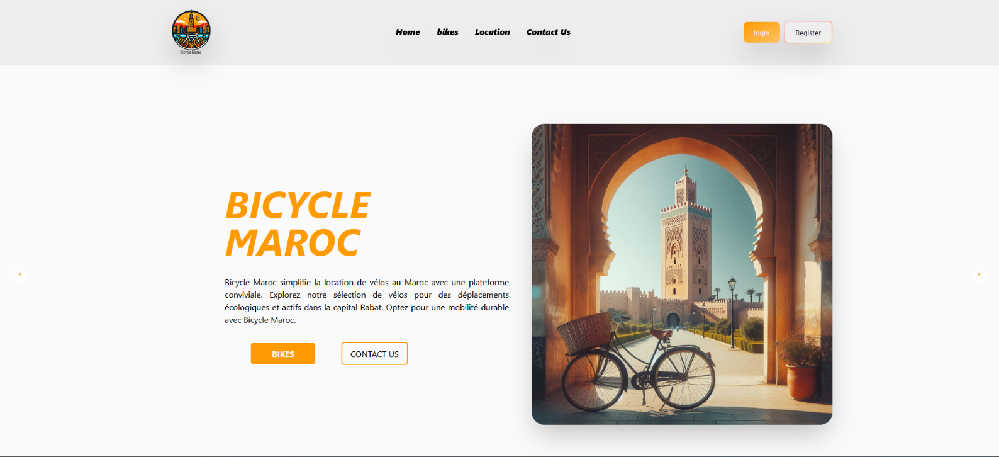 Bicycle Maroc
Home bikes Location Contact Us
login Register
BICYCLE
MAROC
Bicycle Maroc simplifie la location de vélos au Maroc avec une plateforme
conviviale. Explorez notre sélection de vélos pour des déplacements
écologiques et actifs dans la capital Rabat. Optez pour une mobilité durable
avec Bicycle Maroc.
BIKES CONTACT US